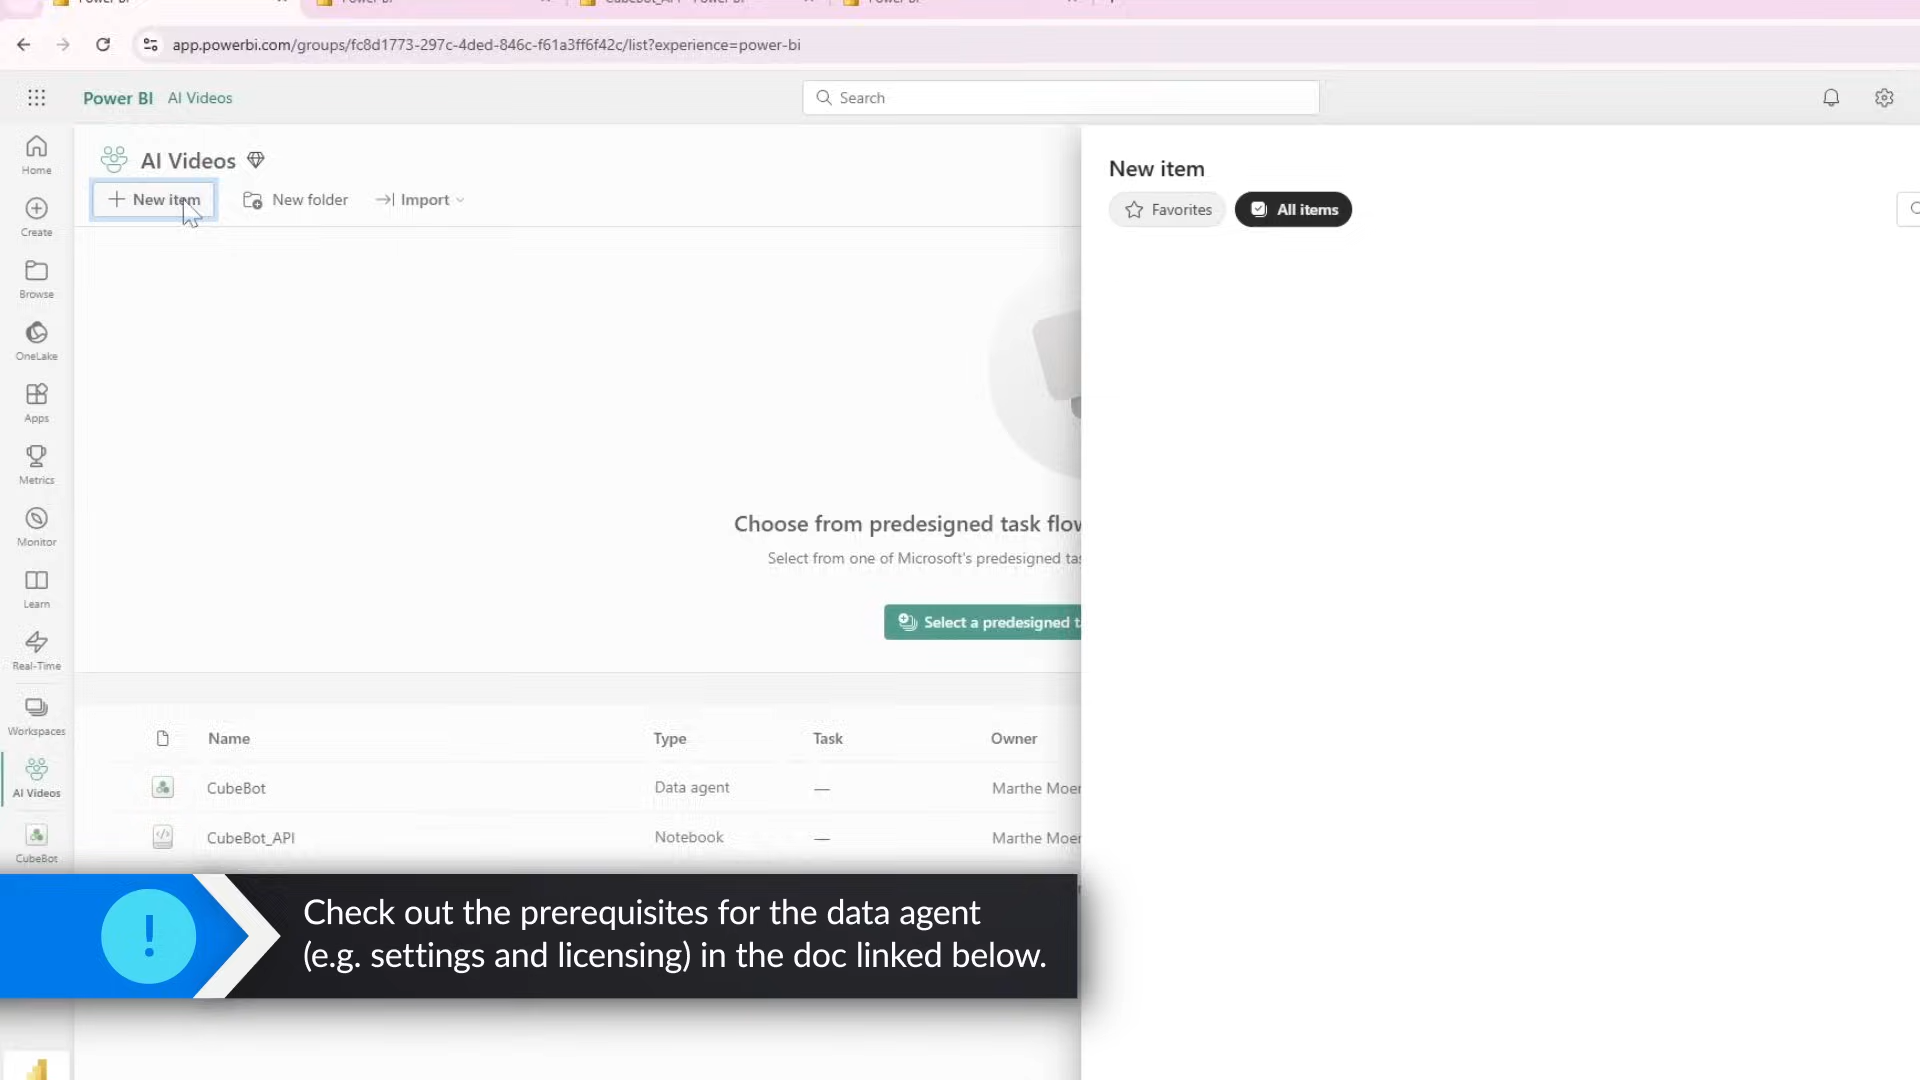 app.powerbi.com/groups/fc8d1773-297c-4ded-846c-f61a3ff6f42c/list?experience=power-bi
Power BI AI Videos
Search
Home
Create
Browse
OneLake
Apps
Metrics
Monitor
Learn
Real-Time
Workspaces
AI Videos
CubeBot
AI Videos
New item
New folder
Import
Choose from predesigned task flow
Select from one of Microsoft's predesigned
Select a predesigned
Name Type Task Owner
CubeBot Data agent — Marthe
CubeBot_API Notebook — Marthe
New item
Favorites
All items
Check out the prerequisites for the data agent
(e.g. settings and licensing) in the doc linked below.